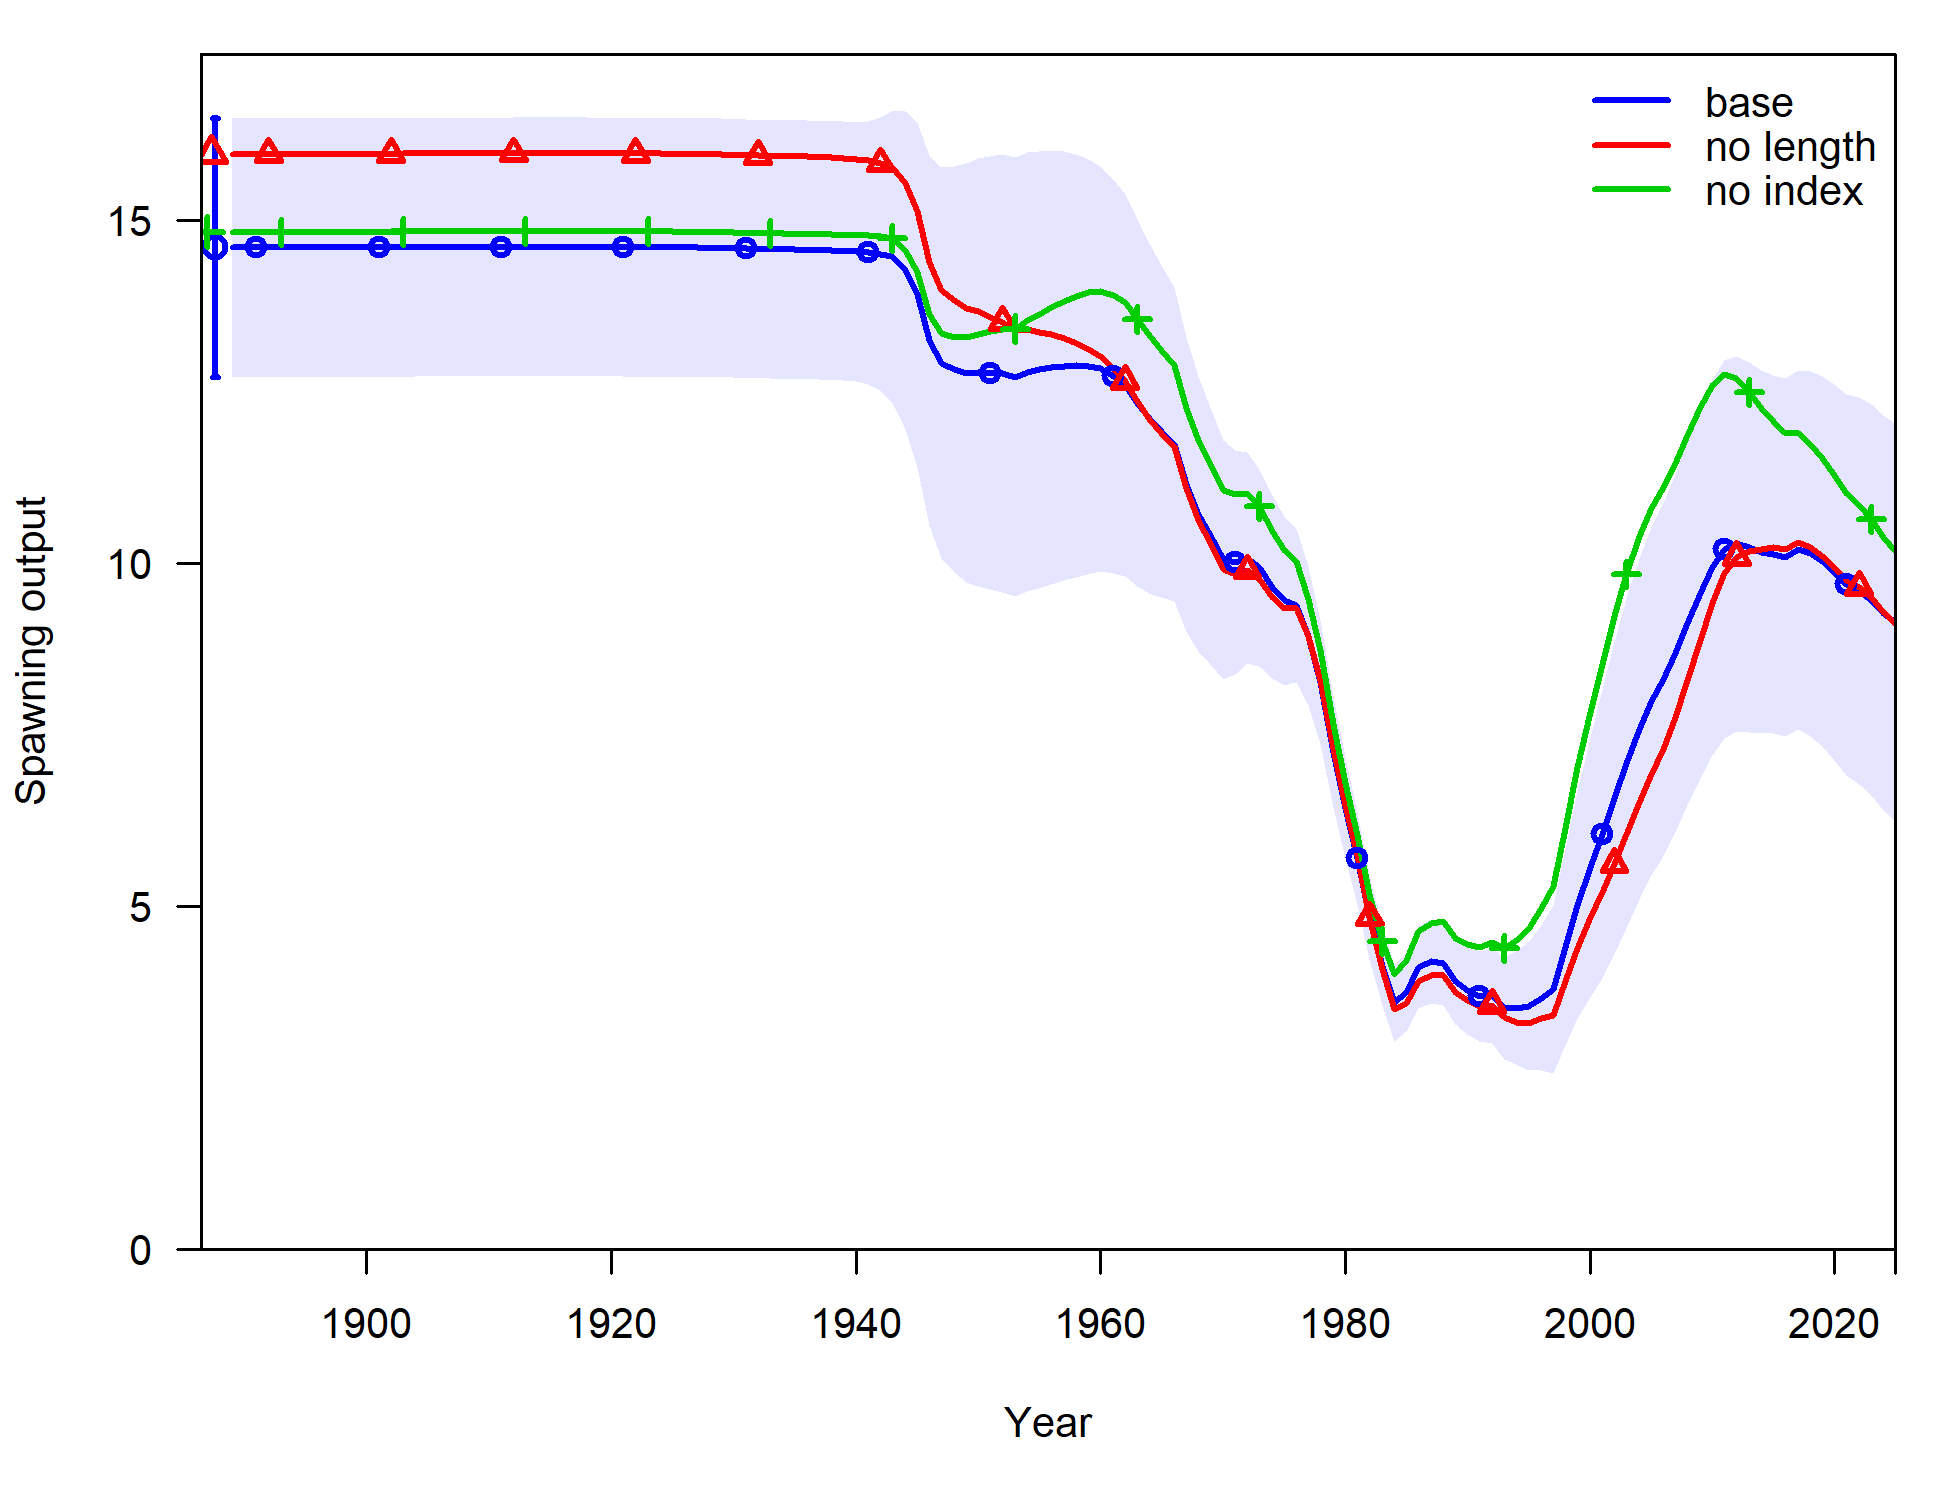 base
no length
no index
15
10
5
0
Spawning output
1900 1920 1940 1960 1980 2000 2020
Year